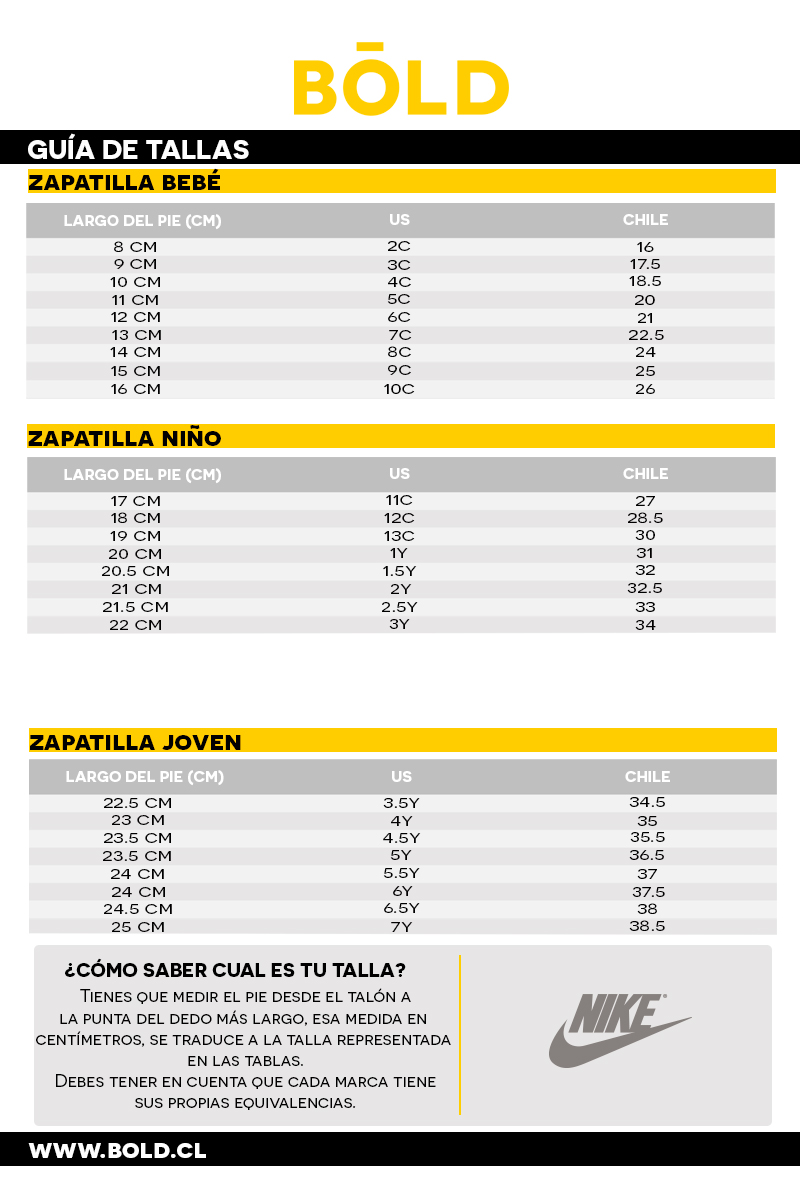 BŌLD
GUÍA DE TALLAS
ZAPATILLA BEBÉ
LARGO DEL PIE (CM) US CHILE
8 CM 2C 16
9 CM 3C 17.5
10 CM 4C 18.5
11 CM 5C 20
12 CM 6C 21
13 CM 7C 22.5
14 CM 8C 24
15 CM 9C 25
16 CM 10C 26
ZAPATILLA NIÑO
LARGO DEL PIE (CM) US CHILE
17 CM 11C 27
18 CM 12C 28.5
19 CM 13C 30
20 CM 1Y 31
20.5 CM 1.5Y 32
21 CM 2Y 32.5
21.5 CM 2.5Y 33
22 CM 3Y 34
ZAPATILLA JOVEN
LARGO DEL PIE (CM) US CHILE
22.5 CM 3.5Y 34.5
23 CM 4Y 35
23.5 CM 4.5Y 35.5
23.5 CM 5Y 36.5
24 CM 5.5Y 37
24 CM 6Y 37.5
24.5 CM 6.5Y 38
25 CM 7Y 38.5
¿CÓMO SABER CUAL ES TU TALLA?
TIENES QUE MEDIR EL PIE DESDE EL TALÓN A
LA PUNTA DEL DEDO MÁS LARGO, ESA MEDIDA EN
CENTÍMETROS, SE TRADUCE A LA TALLA REPRESENTADA
EN LAS TABLAS.
DEBES TENER EN CUENTA QUE CADA MARCA TIENE
SUS PROPIAS EQUIVALENCIAS.
NIKE®
WWW.BOLD.CL